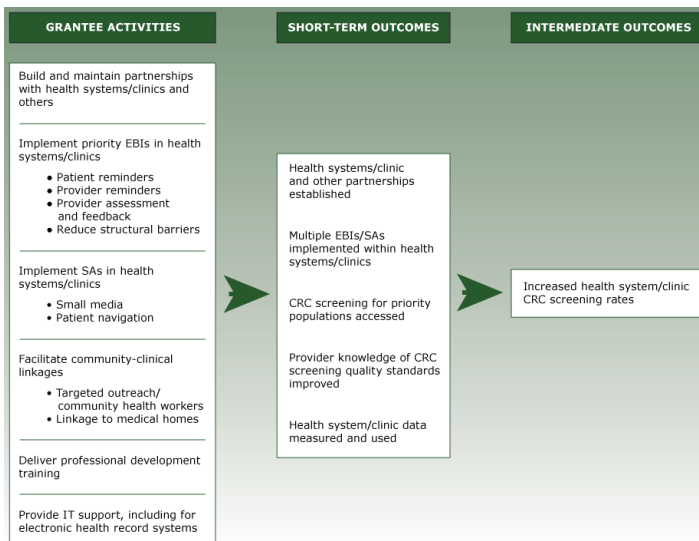 GRANTEE ACTIVITIES
Build and maintain partnerships
with health systems/clinics and
others
Implement priority EBIs in health
systems/clinics
• Patient reminders
• Provider reminders
• Provider assessment
and feedback
• Reduce structural barriers
Implement SAs in health
systems/clinics
• Small media
• Patient navigation
Facilitate community-clinical
linkages
• Targeted outreach/
community health workers
• Linkage to medical homes
Deliver professional development
training
Provide IT support, including for
electronic health record systems
SHORT-TERM OUTCOMES
Health systems/clinic
and other partnerships
established
Multiple EBIs/SAs
implemented within health
systems/clinics
CRC screening for priority
populations accessed
Provider knowledge of CRC
screening quality standards
improved
Health system/clinic data
measured and used
INTERMEDIATE OUTCOMES
Increased health system/clinic
CRC screening rates